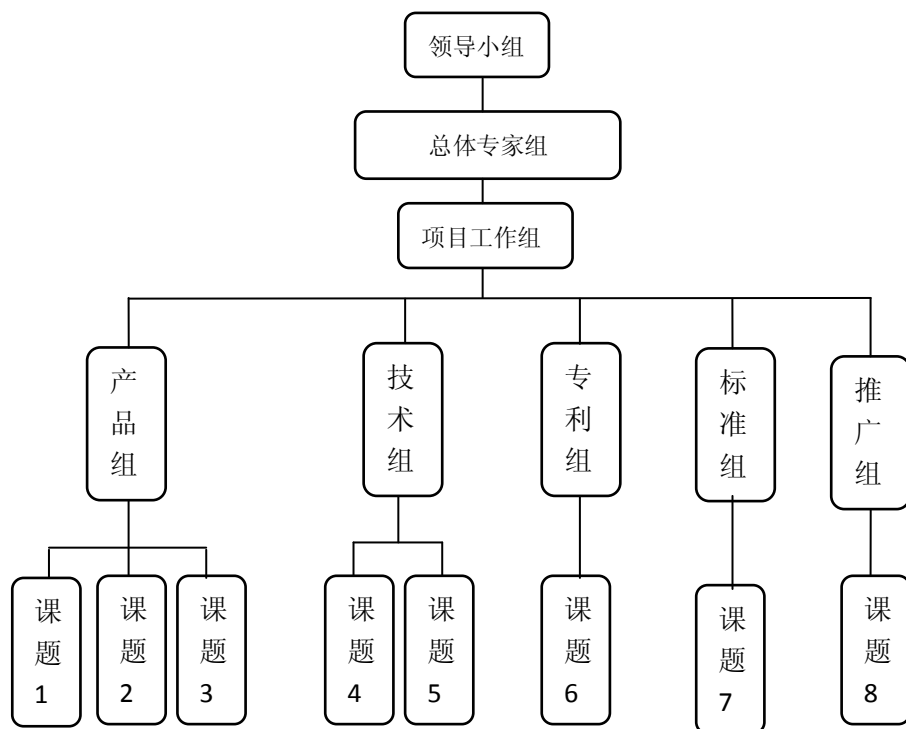 领导小组
总体专家组
项目工作组
产品组
技术组
专利组
标准组
推广组
课题1
课题2
课题3
课题4
课题5
课题6
课题7
课题8